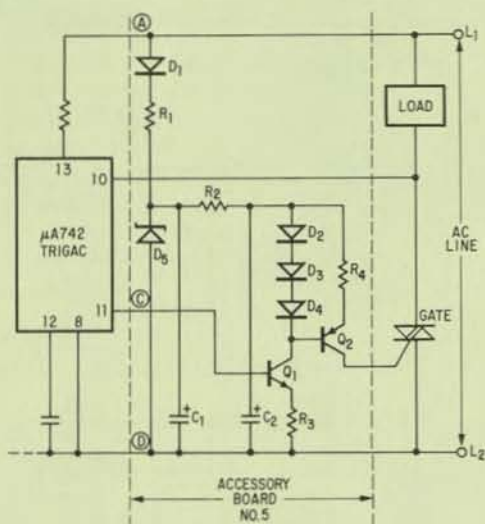 A
L1
D1
R1
LOAD
13
10
μA742
TRIGAC
R2
D2
AC
LINE
D5
D3
R4
C
D4
GATE
11
12
8
Q2
Q1
C1
C2
R3
D
L2
ACCESSORY
BOARD
NO.5